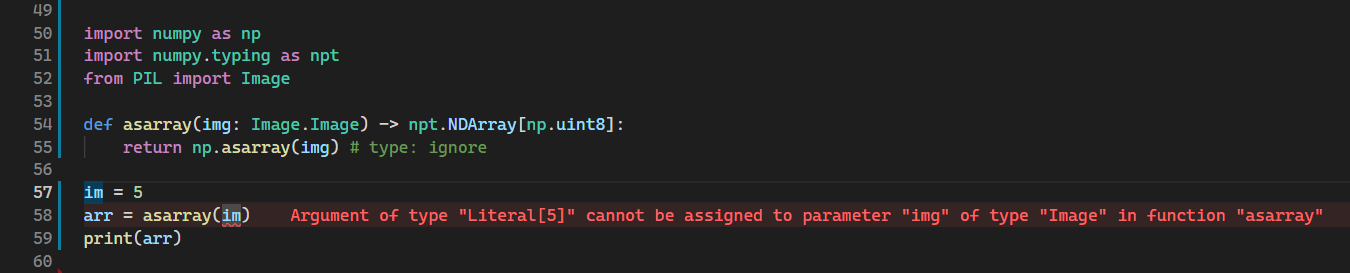 49
50 import numpy as np
51 import numpy.typing as npt
52 from PIL import Image
53
54 def asarray(img: Image.Image) -> npt.NDArray[np.uint8]:
55     return np.asarray(img) # type: ignore
56
57 im = 5
58 arr = asarray(im)    Argument of type "Literal[5]" cannot be assigned to parameter "img" of type "Image" in function "asarray"
59 print(arr)
60